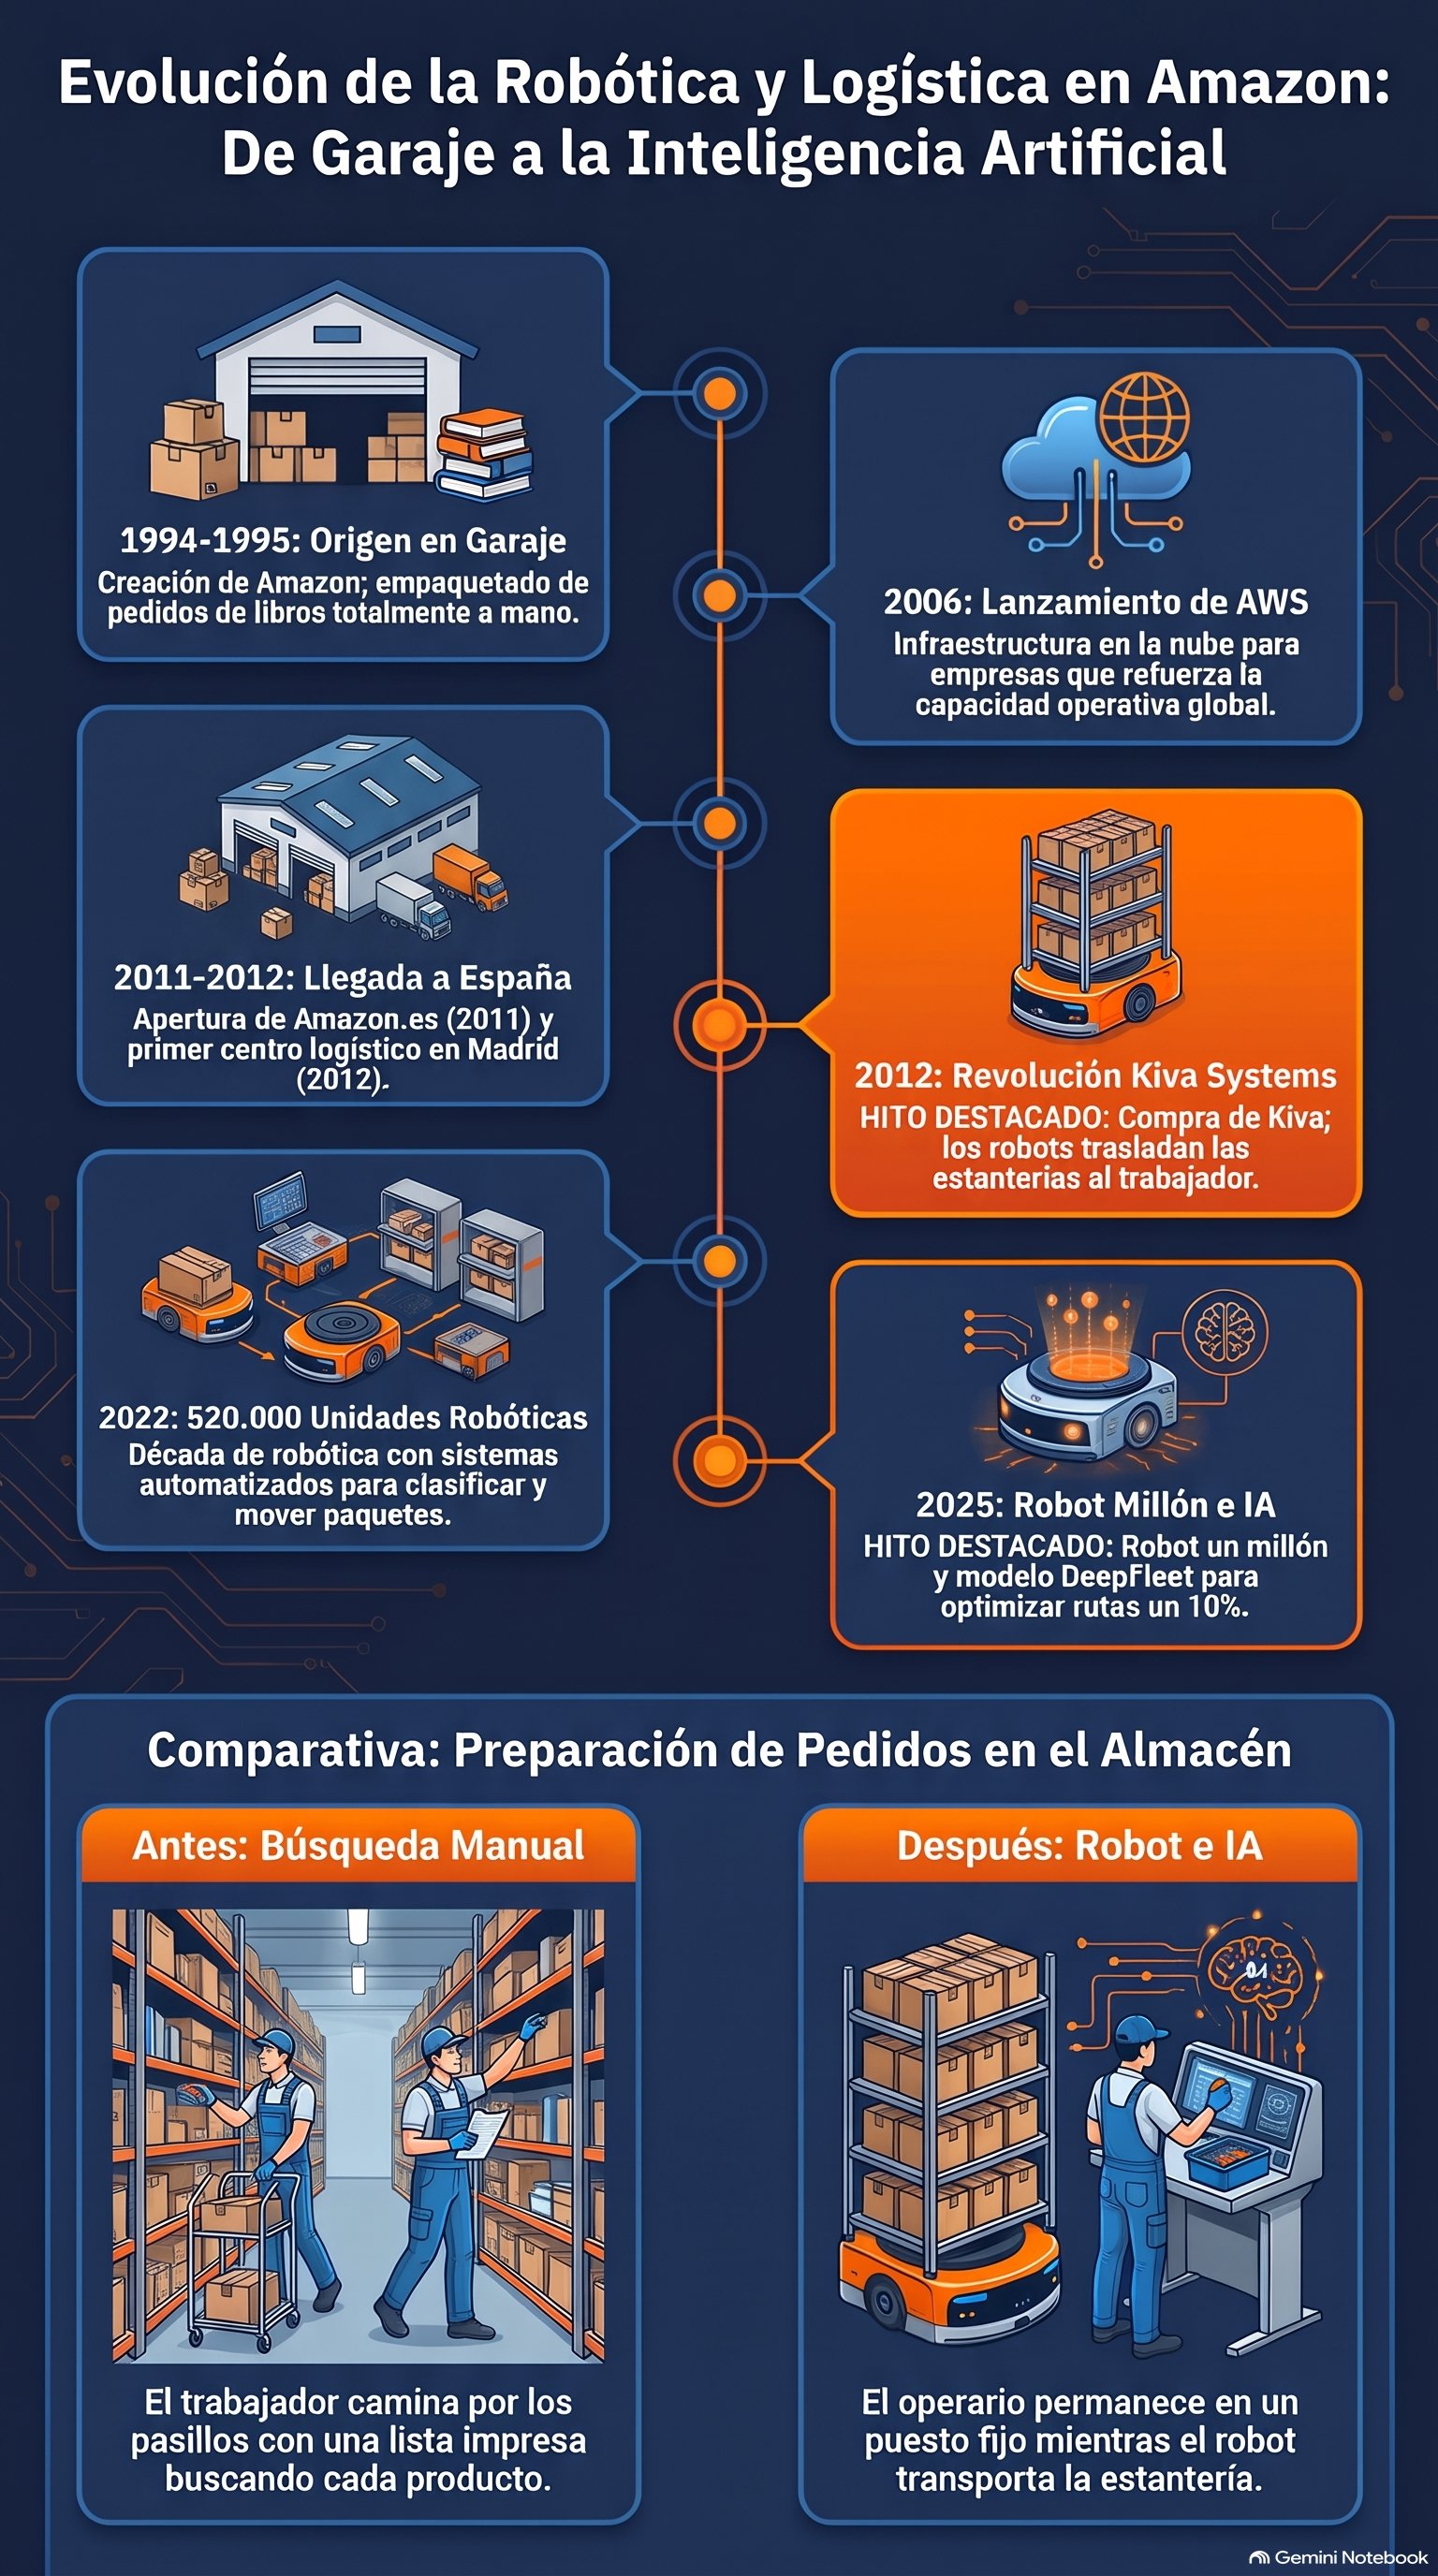 Evolución de la Robótica y Logística en Amazon:
De Garaje a la Inteligencia Artificial
1994-1995: Origen en Garaje
Creación de Amazon; empaquetado de
pedidos de libros totalmente a mano.
2006: Lanzamiento de AWS
Infraestructura en la nube para
empresas que refuerza la
capacidad operativa global.
2011-2012: Llegada a España
Apertura de Amazon.es (2011) y
primer centro logístico en Madrid
(2012).
2012: Revolución Kiva Systems
HITO DESTACADO: Compra de Kiva;
los robots trasladan las
estanterias al trabajador.
2022: 520.000 Unidades Robóticas
Década de robótica con sistemas
automatizados para clasificar y
mover paquetes.
2025: Robot Millón e IA
HITO DESTACADO: Robot un millón
y modelo DeepFleet para
optimizar rutas un 10%.
Comparativa: Preparación de Pedidos en el Almacén
Antes: Búsqueda Manual
El trabajador camina por los
pasillos con una lista impresa
buscando cada producto.
Después: Robot e IA
El operario permanece en un
puesto fijo mientras el robot
transporta la estantería.
Gemini Notebook